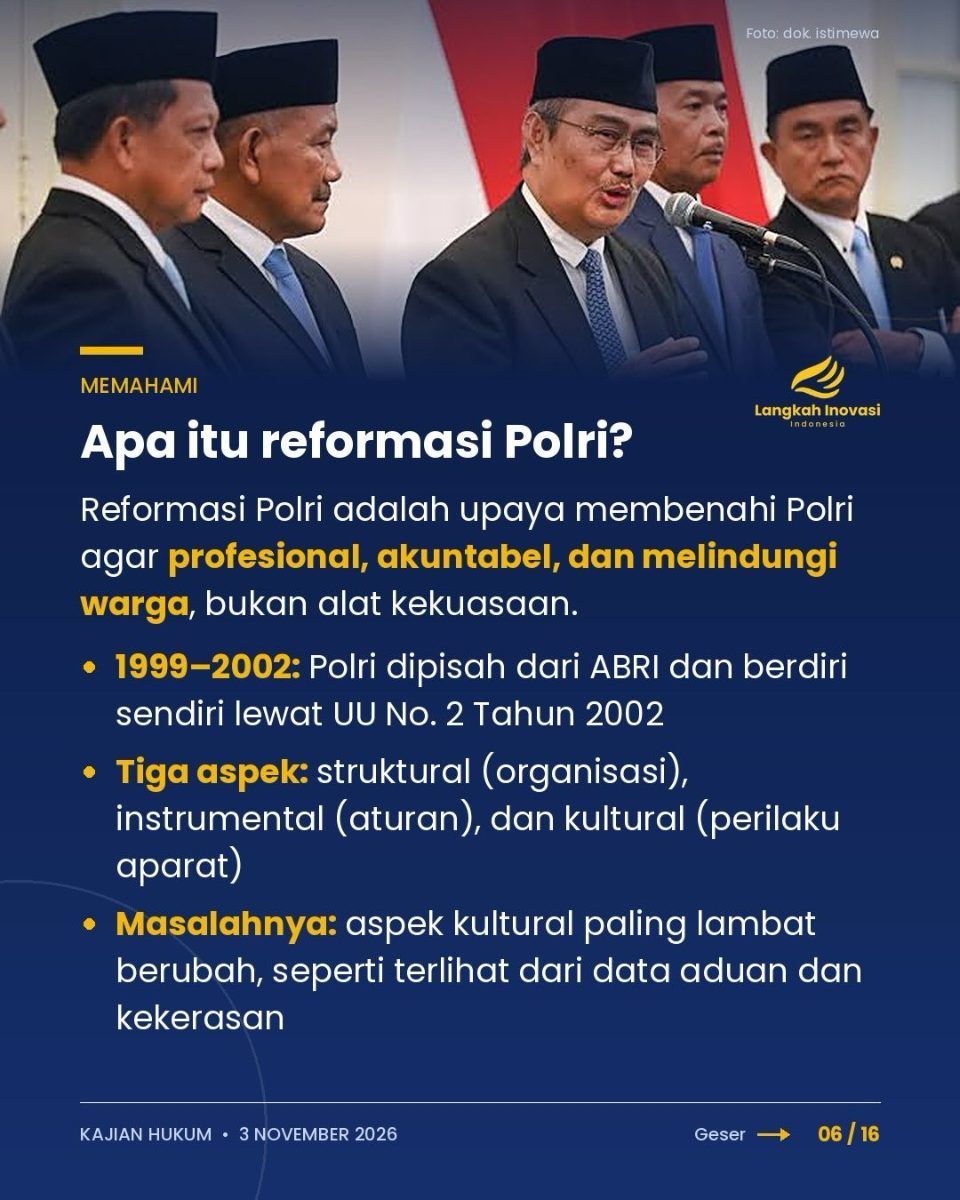 Foto: dok. istimewa
MEMAHAMI
Langkah Inovasi
Indonesia
Apa itu reformasi Polri?
Reformasi Polri adalah upaya membenahi Polri
agar profesional, akuntabel, dan melindungi
warga, bukan alat kekuasaan.
• 1999–2002: Polri dipisah dari ABRI dan berdiri
sendiri lewat UU No. 2 Tahun 2002
• Tiga aspek: struktural (organisasi),
instrumental (aturan), dan kultural (perilaku
aparat)
• Masalahnya: aspek kultural paling lambat
berubah, seperti terlihat dari data aduan dan
kekerasan
KAJIAN HUKUM • 3 NOVEMBER 2026
Geser → 06 / 16